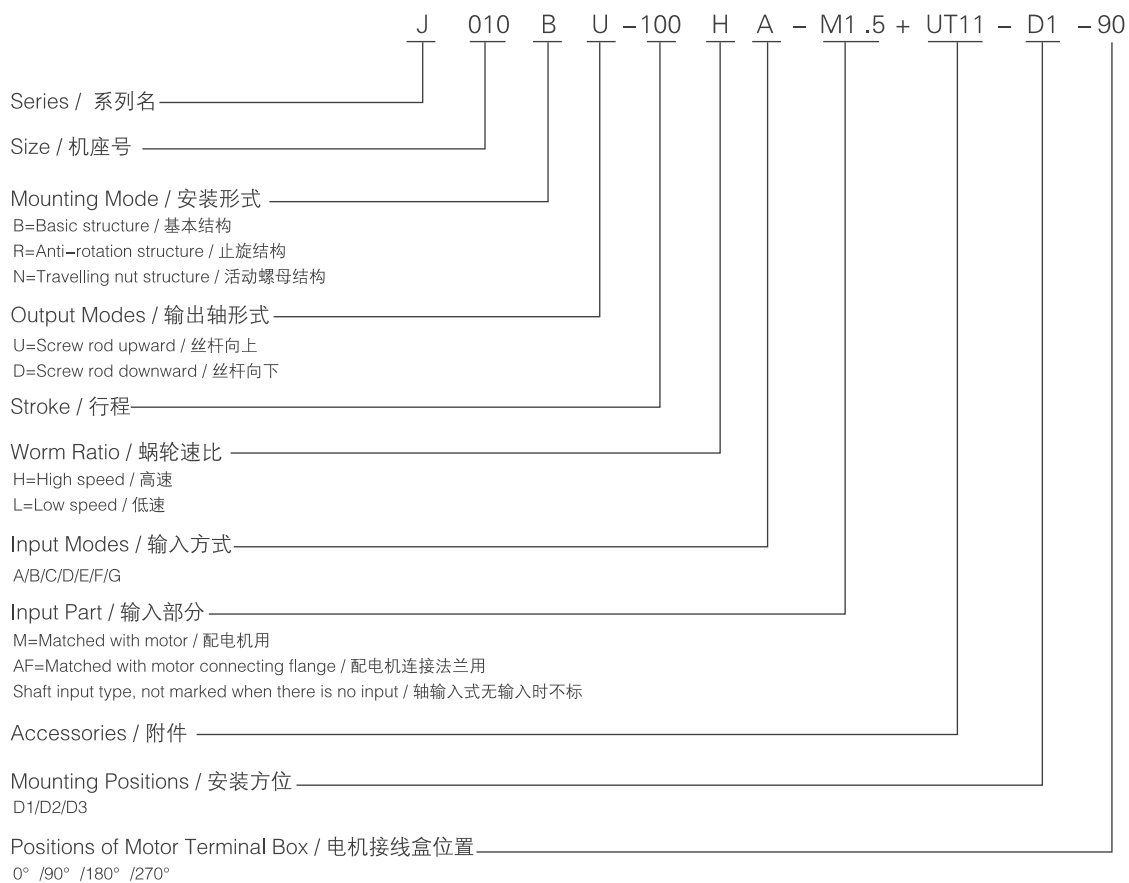 J 010 B U -100 H A - M1 .5 + UT11 - D1 -90
Series / 系列名
Size / 机座号
Mounting Mode / 安装形式
B=Basic structure / 基本结构
R=Anti-rotation structure / 止旋结构
N=Travelling nut structure / 活动螺母结构
Output Modes / 输出轴形式
U=Screw rod upward / 丝杆向上
D=Screw rod downward / 丝杆向下
Stroke / 行程
Worm Ratio / 蜗轮速比
H=High speed / 高速
L=Low speed / 低速
Input Modes / 输入方式
A/B/C/D/E/F/G
Input Part / 输入部分
M=Matched with motor / 配电机用
AF=Matched with motor connecting flange / 配电机连接法兰用
Shaft input type, not marked when there is no input / 轴输入式无输入时不标
Accessories / 附件
Mounting Positions / 安装方位
D1/D2/D3
Positions of Motor Terminal Box / 电机接线盒位置
0° /90° /180° /270°